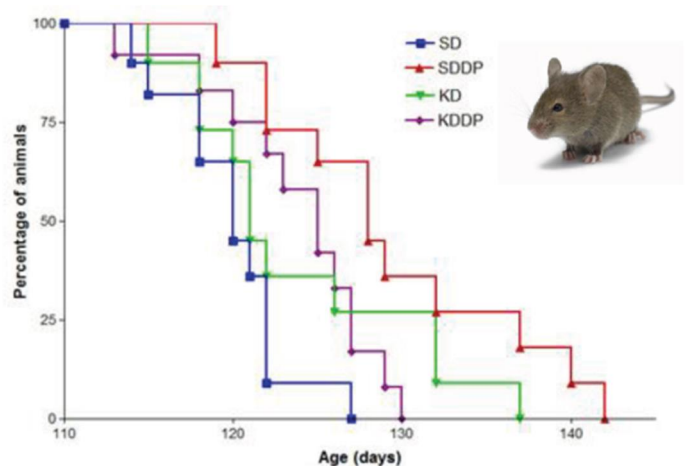 100
75
50
25
0
Percentage of animals
SD
SDDP
KD
KDDP
110
120
130
140
Age (days)